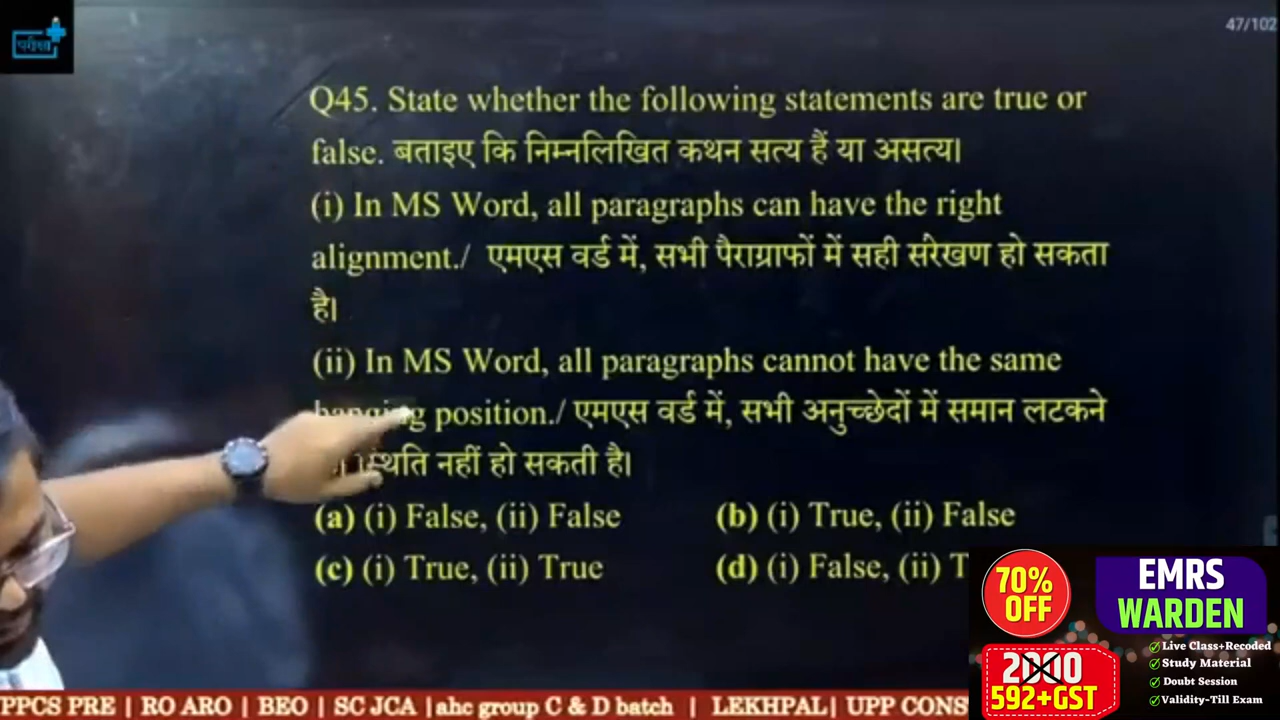 परीक्षा
47/102
Q45. State whether the following statements are true or
false. बताइए कि निम्नलिखित कथन सत्य हैं या असत्य।
(i) In MS Word, all paragraphs can have the right
alignment./ एमएस वर्ड में, सभी पैराग्राफों में सही संरेखण हो सकता
है।
(ii) In MS Word, all paragraphs cannot have the same
hanging position./ एमएस वर्ड में, सभी अनुच्छेदों में समान लटकने
नहीं हो सकती है।
(a) (i) False, (ii) False
(b) (i) True, (ii) False
(c) (i) True, (ii) True
(d) (i) False, (ii) T
70%
OFF
EMRS
WARDEN
2000
592+GST
Live Class+Recoded
Study Material
Doubt Session
Validity-Till Exam
PPCS PRE | RO ARO | BEO | SC JCA | ahc group C & D batch | LEKHPAL | UPP CONS